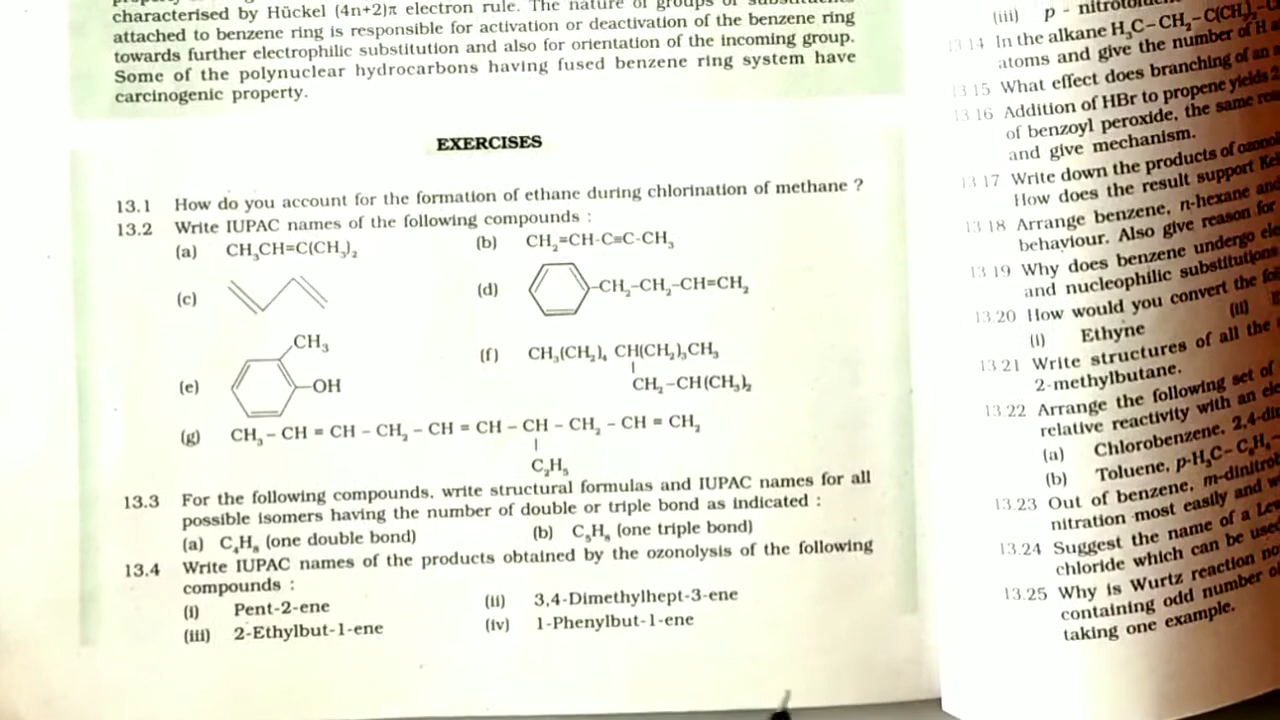 characterised by Hückel (4n+2)π electron rule. The nature of groups or substituents
attached to benzene ring is responsible for activation or deactivation of the benzene ring
towards further electrophilic substitution and also for orientation of the incoming group.
Some of the polynuclear hydrocarbons having fused benzene ring system have
carcinogenic property.
EXERCISES
13.1 How do you account for the formation of ethane during chlorination of methane ?
13.2 Write IUPAC names of the following compounds :
(a) CH₃CH=C(CH₃)₂ (b) CH₂=CH-C≡C-CH₃
(c) (d) –CH₂–CH₂–CH=CH₂
CH₃
(e) –OH (f) CH₃(CH₂)₄ CH(CH₂)₃CH₃
CH₂–CH(CH₃)₂
(g) CH₃ – CH = CH – CH₂ – CH = CH – CH – CH₂ – CH = CH₂
C₂H₅
13.3 For the following compounds, write structural formulas and IUPAC names for all
possible isomers having the number of double or triple bond as indicated :
(a) C₄H₈ (one double bond) (b) C₅H₈ (one triple bond)
13.4 Write IUPAC names of the products obtained by the ozonolysis of the following
compounds :
(i) Pent-2-ene (ii) 3,4-Dimethylhept-3-ene
(iii) 2-Ethylbut-1-ene (iv) 1-Phenylbut-1-ene
(iii) p -
13.14 In the alkane H₃C–CH₂–C(CH₃)₂–
atoms and give the number of H
13.15 What effect does branching of an
13.16 Addition of HBr to propene yields
of benzoyl peroxide, the same
and give mechanism.
13.17 Write down the products of
How does the result support
13.18 Arrange benzene, n-hexane and
behaviour. Also give reason for
13.19 Why does benzene undergo
and nucleophilic substitutions
13.20 How would you convert the
(i) Ethyne (ii)
13.21 Write structures of all the
2-methylbutane.
13.22 Arrange the following set of
relative reactivity with an
(a) Chlorobenzene,
(b) Toluene, p-H₃C–C₆H₄–
13.23 Out of benzene,
nitration most easily and
13.24 Suggest the name of a
chloride which can be
13.25 Why is Wurtz reaction
containing odd number
taking one example.